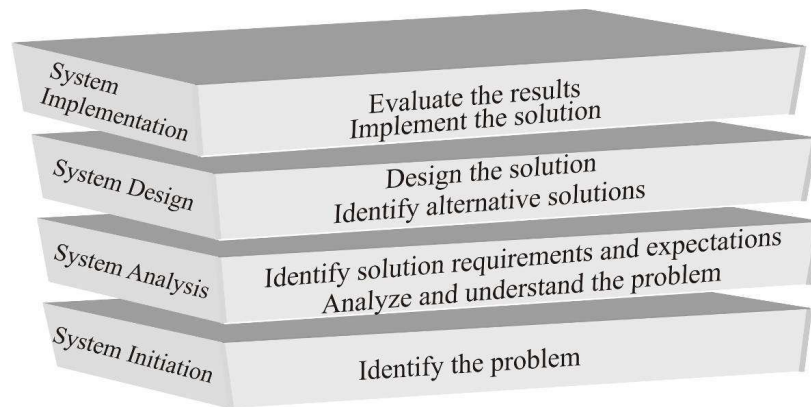 System
Implementation
Evaluate the results
Implement the solution
System Design
Design the solution
Identify alternative solutions
System Analysis
Identify solution requirements and expectations
Analyze and understand the problem
System Initiation
Identify the problem